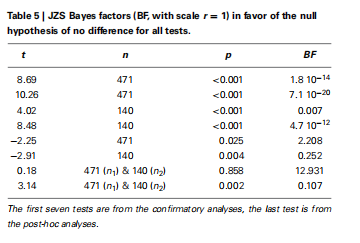 Table 5 | JZS Bayes factors (BF, with scale r = 1) in favor of the null
hypothesis of no difference for all tests.
t n p BF
8.69 471 <0.001 1.8 10−14
10.26 471 <0.001 7.1 10−20
4.02 140 <0.001 0.007
8.48 140 <0.001 4.7 10−12
−2.25 471 0.025 2.208
−2.91 140 0.004 0.252
0.18 471 (n1) & 140 (n2) 0.858 12.931
3.14 471 (n1) & 140 (n2) 0.002 0.107
The first seven tests are from the confirmatory analyses, the last test is from
the post-hoc analyses.